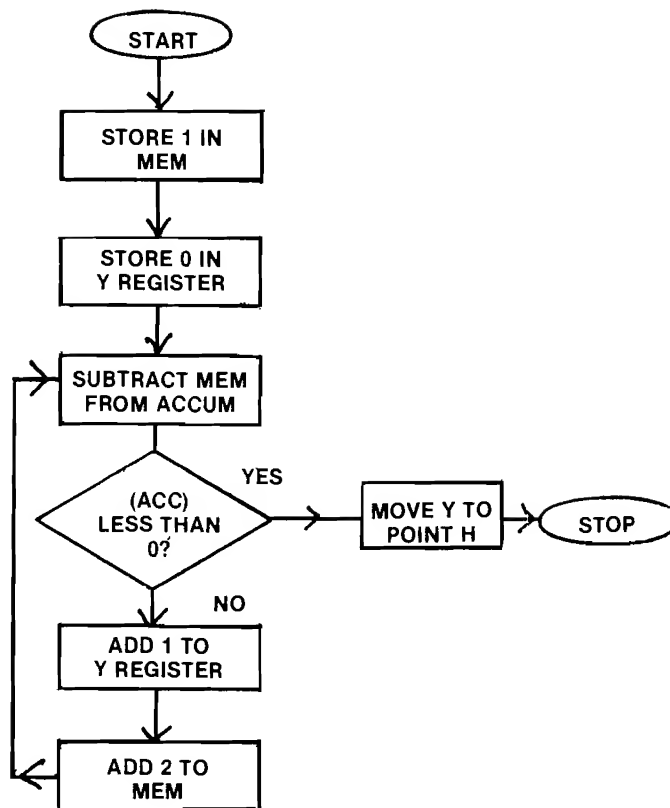 START
STORE 1 IN
MEM
STORE 0 IN
Y REGISTER
SUBTRACT MEM
FROM ACCUM
(ACC)
LESS THAN
0?
YES
MOVE Y TO
POINT H
STOP
NO
ADD 1 TO
Y REGISTER
ADD 2 TO
MEM